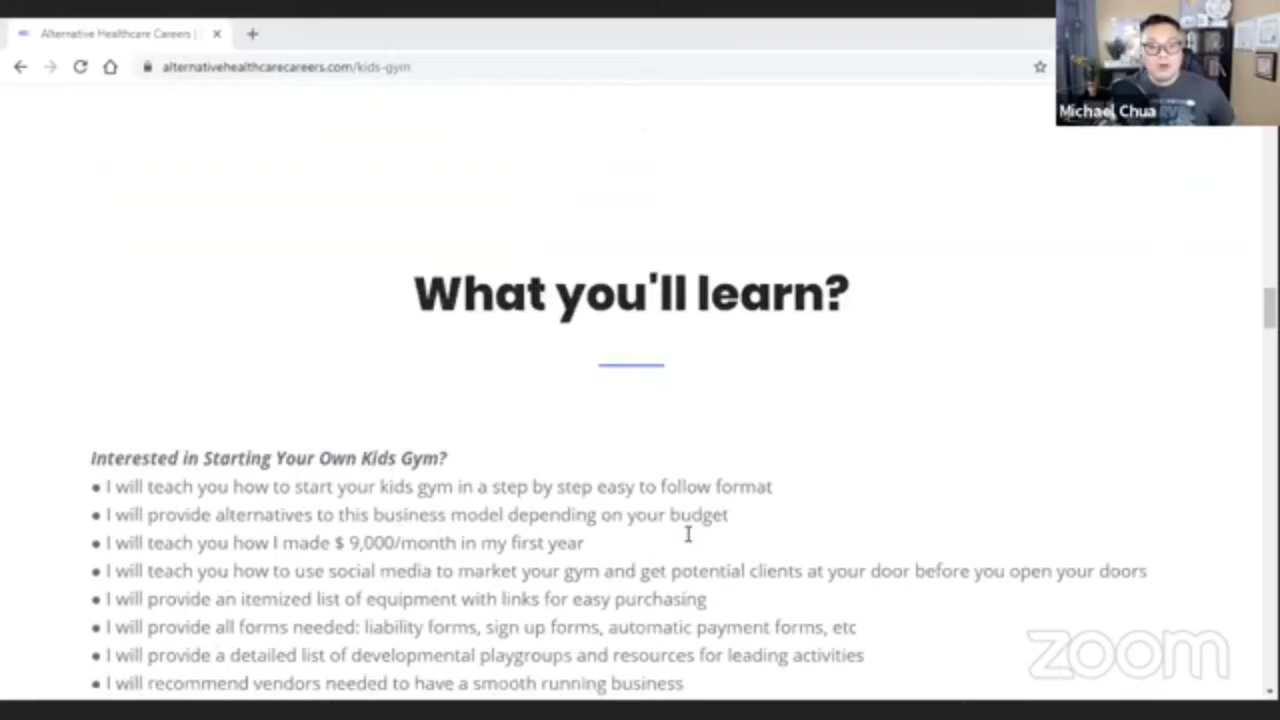 Alternative Healthcare Careers |
alternativehealthcarecareers.com/kids-gym
Michael Chua
What you'll learn?
Interested in Starting Your Own Kids Gym?
● I will teach you how to start your kids gym in a step by step easy to follow format
● I will provide alternatives to this business model depending on your budget
● I will teach you how I made $ 9,000/month in my first year
● I will teach you how to use social media to market your gym and get potential clients at your door before you open your doors
● I will provide an itemized list of equipment with links for easy purchasing
● I will provide all forms needed: liability forms, sign up forms, automatic payment forms, etc
● I will provide a detailed list of developmental playgroups and resources for leading activities
● I will recommend vendors needed to have a smooth running business
zoom